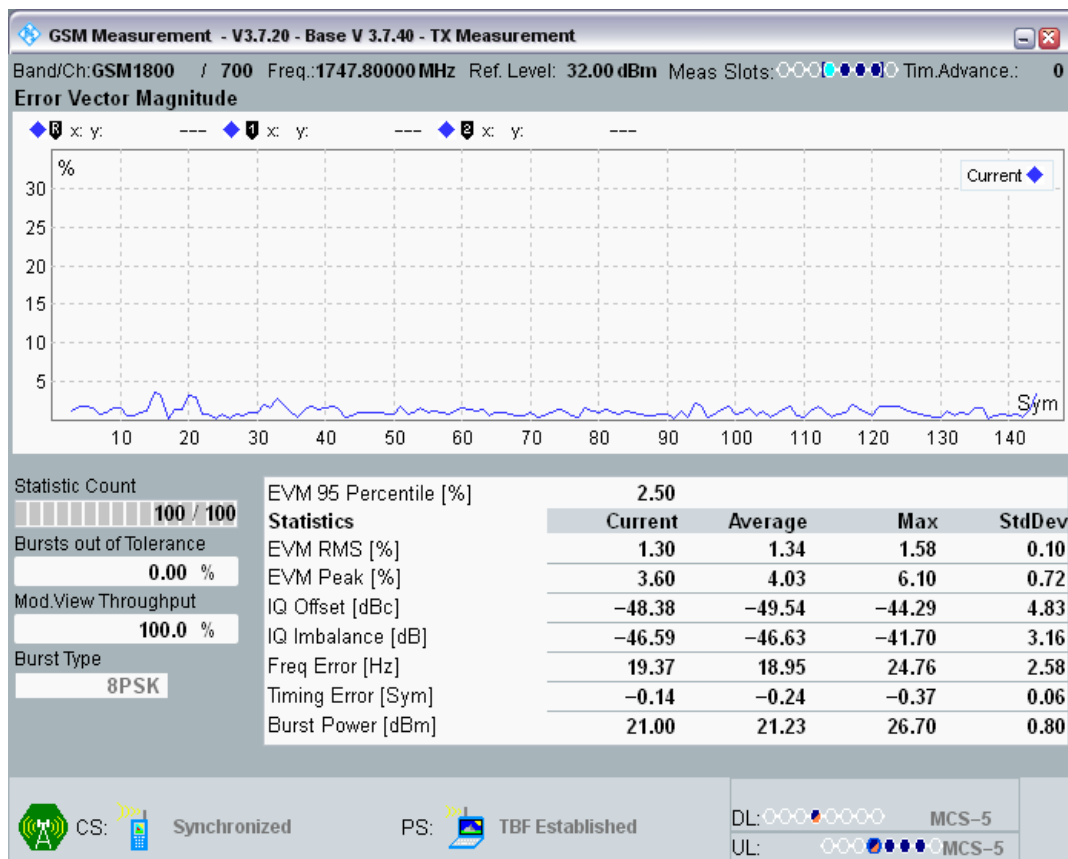 GSM Measurement - V3.7.20 - Base V 3.7.40 - TX Measurement
Band/Ch:GSM1800 / 700 Freq.:1747.80000 MHz Ref. Level: 32.00 dBm Meas Slots: Tim.Advance.: 0
Error Vector Magnitude
R x: y: --- 1 x: y: --- 2 x: y: ---
%
Current
30
25
20
15
10
5
Sym
10 20 30 40 50 60 70 80 90 100 110 120 130 140
Statistic Count
100 / 100
Bursts out of Tolerance
0.00 %
Mod.View Throughput
100.0 %
Burst Type
8PSK
EVM 95 Percentile [%] 2.50
Statistics Current Average Max StdDev
EVM RMS [%] 1.30 1.34 1.58 0.10
EVM Peak [%] 3.60 4.03 6.10 0.72
IQ Offset [dBc] −48.38 −49.54 −44.29 4.83
IQ Imbalance [dB] −46.59 −46.63 −41.70 3.16
Freq Error [Hz] 19.37 18.95 24.76 2.58
Timing Error [Sym] −0.14 −0.24 −0.37 0.06
Burst Power [dBm] 21.00 21.23 26.70 0.80
CS: Synchronized PS: TBF Established
DL: MCS−5
UL: MCS−5